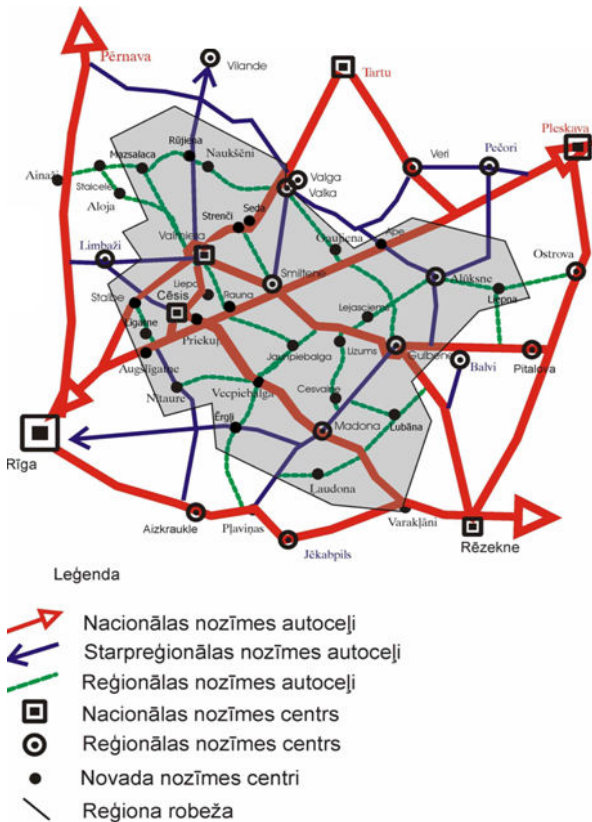 Pērnava
Vilande
Tartu
Pleskava
Rūjiena
Mazsalaca
Naukšēni
Veri
Pečori
Ainaži
Staicele
Valga
Valka
Aloja
Strenči
Seda
Ape
Valmiera
Gaujiena
Limbaži
Ostrova
Smiltene
Alūksne
Liepa
Liepna
Stalbe
Cēsis
Rauna
Lejasciems
Līgatne
Priekuļi
Jaunpiebalga
Lizums
Gulbene
Balvi
Pitalova
Augšlīgatne
Nītaure
Vecpiebalga
Cesvaine
Ērgļi
Madona
Lubāna
Rīga
Laudona
Aizkraukle
Pļaviņas
Varakļāni
Jēkabpils
Rēzekne
Leģenda
Nacionālas nozīmes autoceļi
Starpreģionālas nozīmes autoceļi
Reģionālas nozīmes autoceļi
Nacionālas nozīmes centrs
Reģionālas nozīmes centrs
Novada nozīmes centri
Reģiona robeža